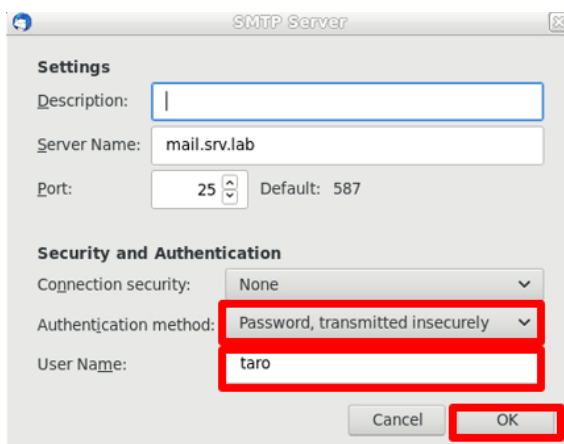 SMTP Server
Settings
Description:
Server Name: mail.srv.lab
Port: 25 Default: 587
Security and Authentication
Connection security: None
Authentication method: Password, transmitted insecurely
User Name: taro
Cancel OK